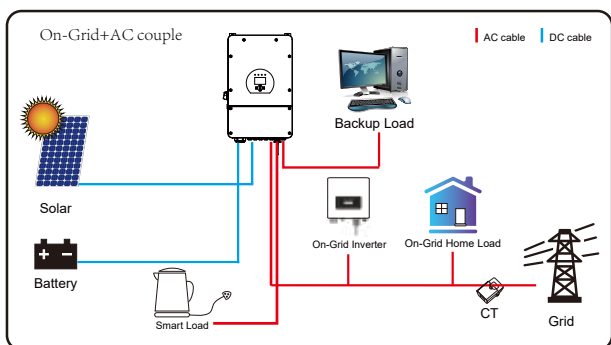 On-Grid+AC couple
AC cable
DC cable
Backup Load
Solar
On-Grid Inverter
On-Grid Home Load
Battery
Smart Load
CT
Grid